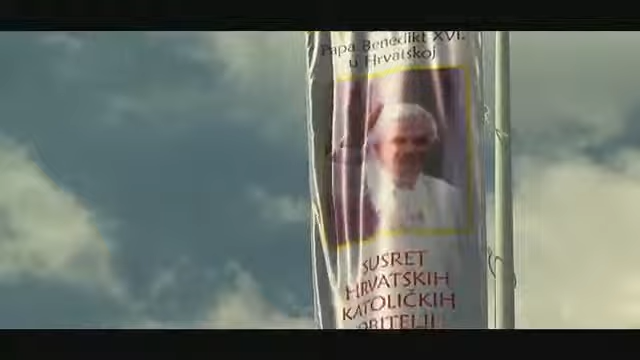 Papa Benedikt XVI.
u Hrvatskoj
SUSRET
HRVATSKIH
KATOLIČKIH
OBITELJI